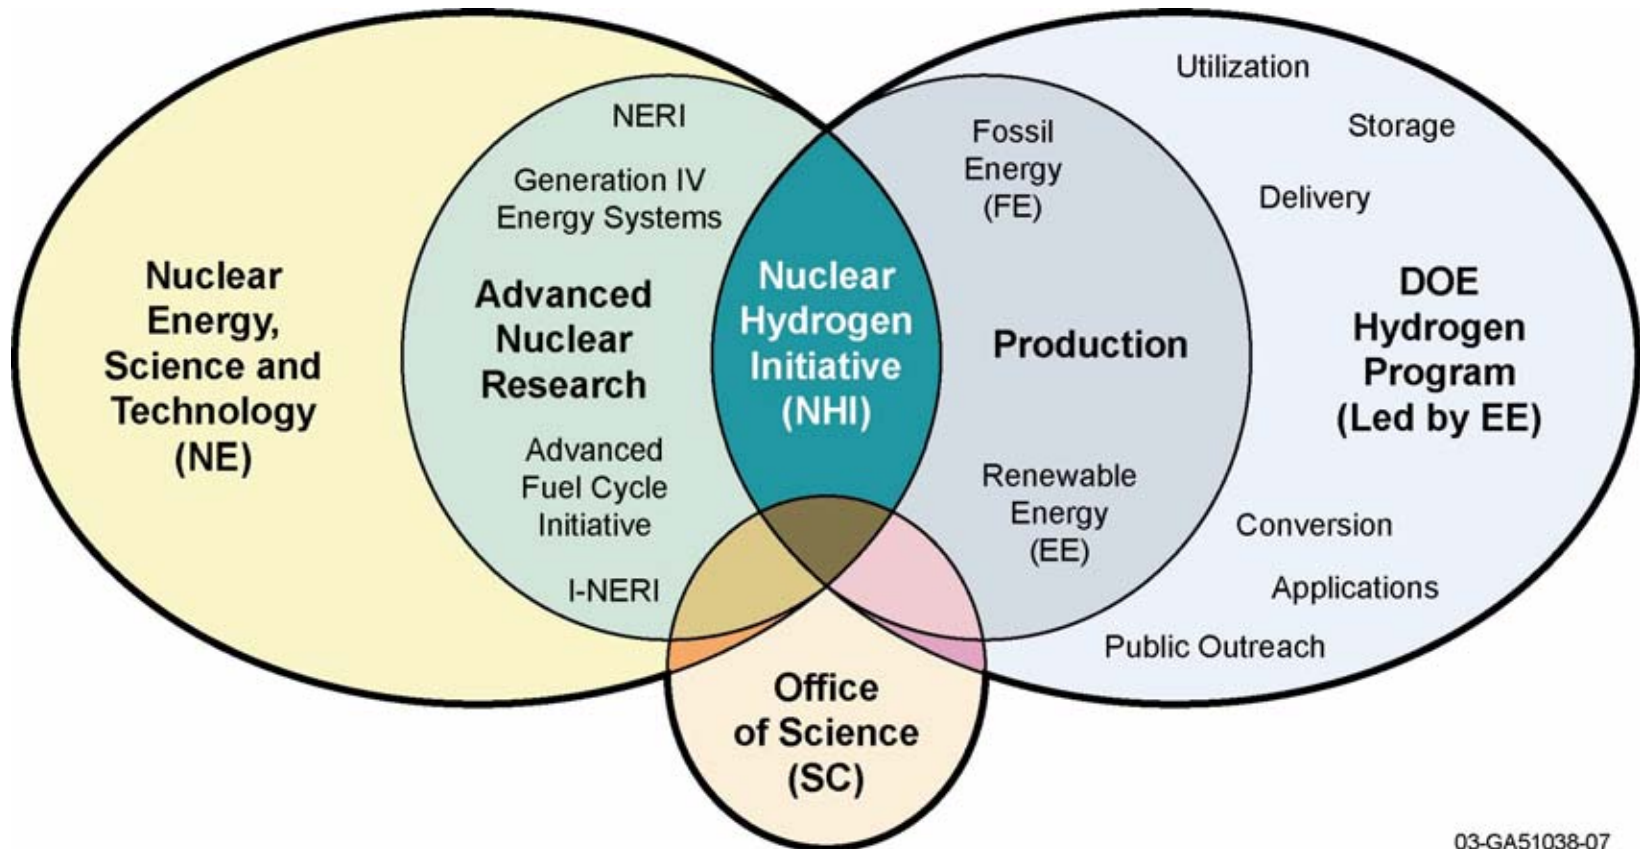 Nuclear
Energy,
Science and
Technology
(NE)
NERI
Generation IV
Energy Systems
Advanced
Nuclear
Research
Advanced
Fuel Cycle
Initiative
I-NERI
Nuclear
Hydrogen
Initiative
(NHI)
Fossil
Energy
(FE)
Production
Renewable
Energy
(EE)
Utilization
Storage
Delivery
DOE
Hydrogen
Program
(Led by EE)
Conversion
Applications
Public Outreach
Office
of Science
(SC)
03-GA51038-07